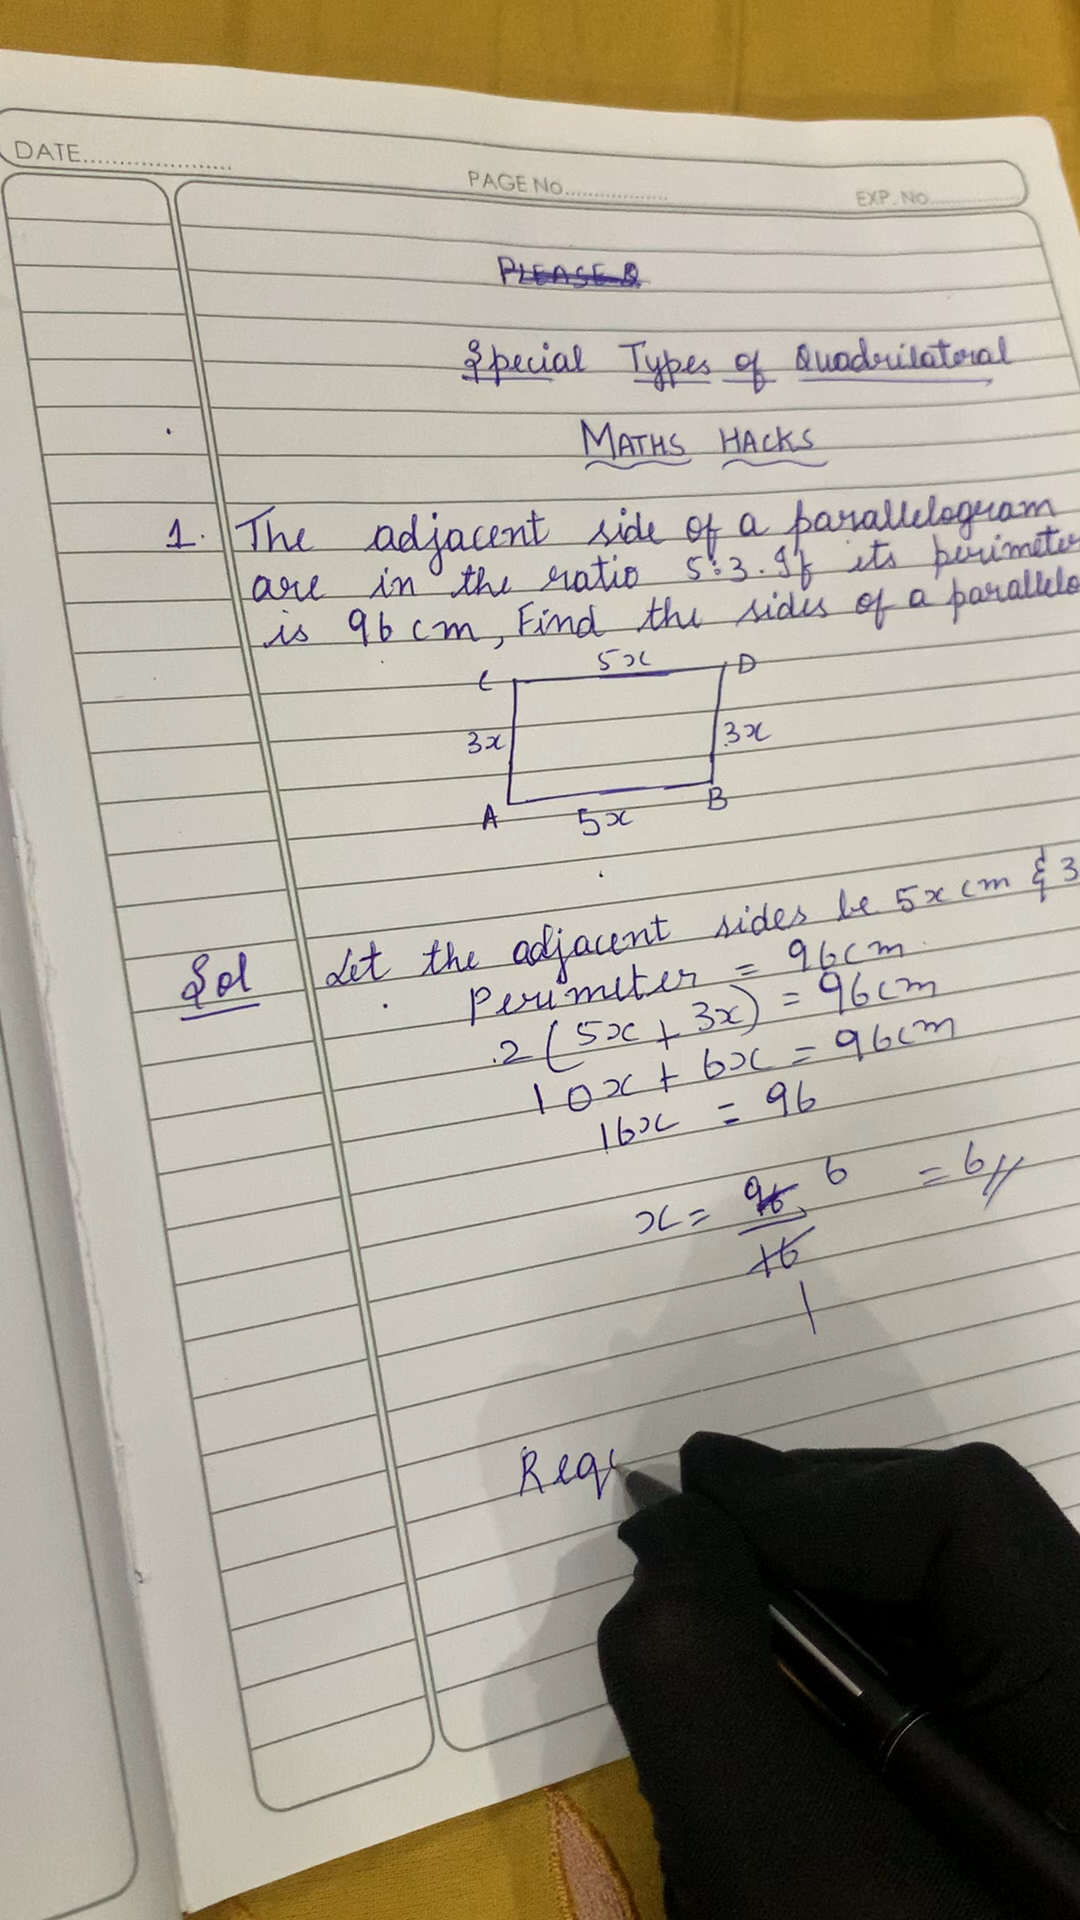 DATE
PAGE No
EXP. NO
PLEASE
Special Types of Quadrilateral
MATHS HACKS
1. The adjacent side of a parallelogram
are in the ratio 5:3. If its perimeter
is 96 cm, Find the sides of a parallelo
5x
C D
3x 3x
A B
5x
Sol Let the adjacent sides be 5x cm & 3
Perimeter = 96cm
2(5x + 3x) = 96cm
10x + 6x = 96cm
16x = 96
x = 96 6 = 6//
16
1
Requ